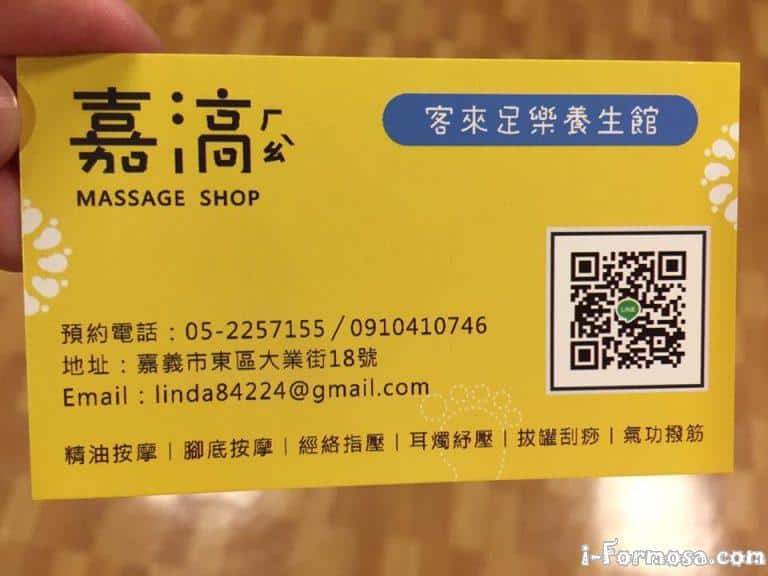 嘉滈ㄏㄠˋ
MASSAGE SHOP
客來足樂養生館
LINE
預約電話：05-2257155／0910410746
地址：嘉義市東區大業街18號
Email：linda84224@gmail.com
精油按摩｜腳底按摩｜經絡指壓｜耳燭紓壓｜拔罐刮痧｜氣功撥筋
i-Formosa.com